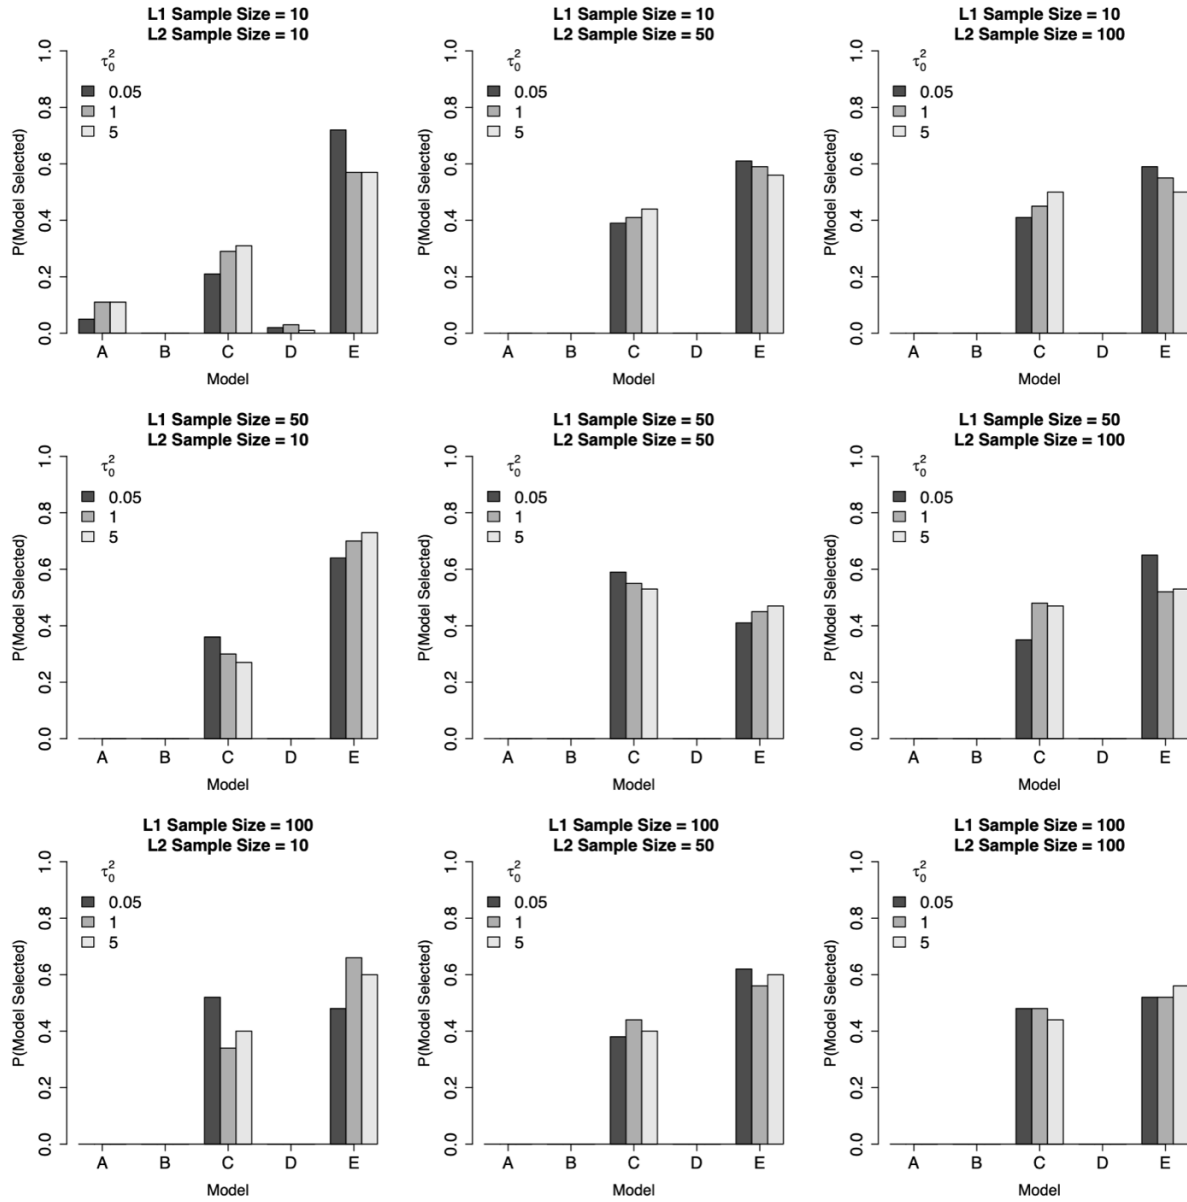 L1 Sample Size = 10
L2 Sample Size = 10
τ₀²
0.05
1
5
P(Model Selected)
1.0
0.8
0.6
0.4
0.2
0.0
A B C D E
Model
L1 Sample Size = 10
L2 Sample Size = 50
τ₀²
0.05
1
5
P(Model Selected)
1.0
0.8
0.6
0.4
0.2
0.0
A B C D E
Model
L1 Sample Size = 10
L2 Sample Size = 100
τ₀²
0.05
1
5
P(Model Selected)
1.0
0.8
0.6
0.4
0.2
0.0
A B C D E
Model
L1 Sample Size = 50
L2 Sample Size = 10
τ₀²
0.05
1
5
P(Model Selected)
1.0
0.8
0.6
0.4
0.2
0.0
A B C D E
Model
L1 Sample Size = 50
L2 Sample Size = 50
τ₀²
0.05
1
5
P(Model Selected)
1.0
0.8
0.6
0.4
0.2
0.0
A B C D E
Model
L1 Sample Size = 50
L2 Sample Size = 100
τ₀²
0.05
1
5
P(Model Selected)
1.0
0.8
0.6
0.4
0.2
0.0
A B C D E
Model
L1 Sample Size = 100
L2 Sample Size = 10
τ₀²
0.05
1
5
P(Model Selected)
1.0
0.8
0.6
0.4
0.2
0.0
A B C D E
Model
L1 Sample Size = 100
L2 Sample Size = 50
τ₀²
0.05
1
5
P(Model Selected)
1.0
0.8
0.6
0.4
0.2
0.0
A B C D E
Model
L1 Sample Size = 100
L2 Sample Size = 100
τ₀²
0.05
1
5
P(Model Selected)
1.0
0.8
0.6
0.4
0.2
0.0
A B C D E
Model